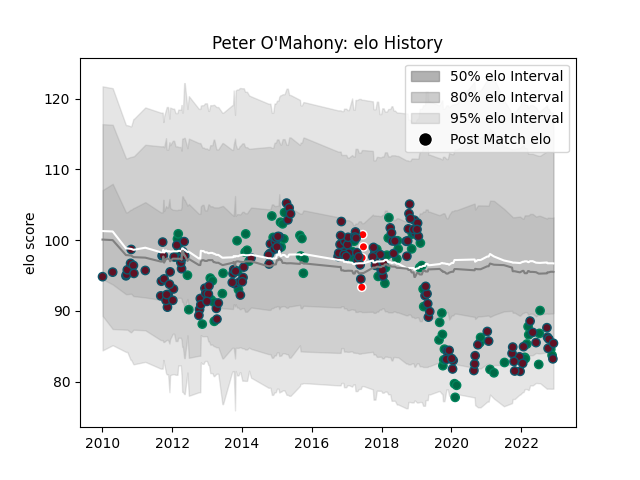 Peter O'Mahony: elo History
50% elo Interval
80% elo Interval
95% elo Interval
Post Match elo
elo score
120
110
100
90
80
2010 2012 2014 2016 2018 2020 2022